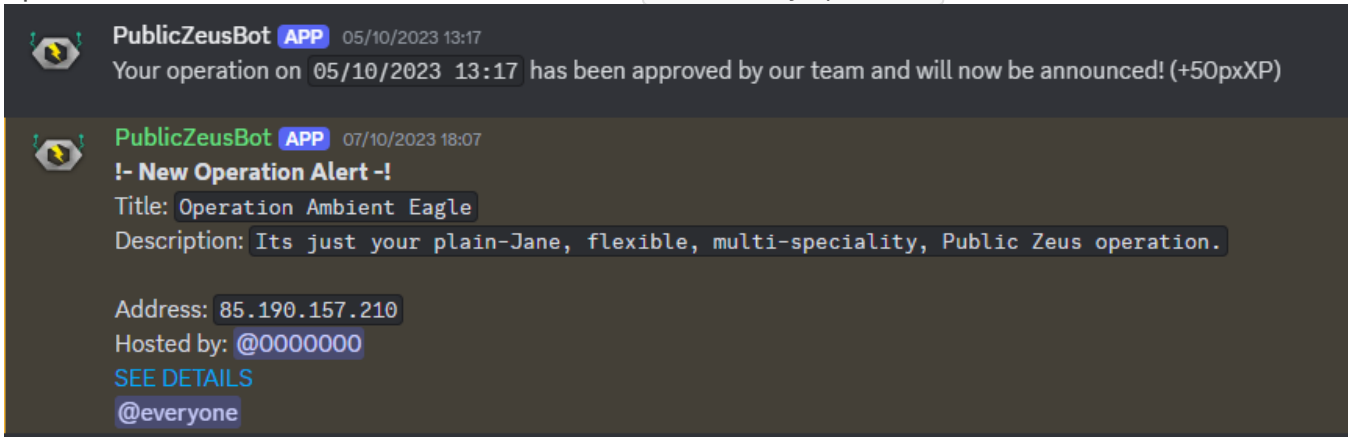 PublicZeusBot APP 05/10/2023 13:17
Your operation on 05/10/2023 13:17 has been approved by our team and will now be announced! (+50pxXP)
PublicZeusBot APP 07/10/2023 18:07
!- New Operation Alert -!
Title: Operation Ambient Eagle
Description: Its just your plain-Jane, flexible, multi-speciality, Public Zeus operation.
Address: 85.190.157.210
Hosted by: @0000000
SEE DETAILS
@everyone